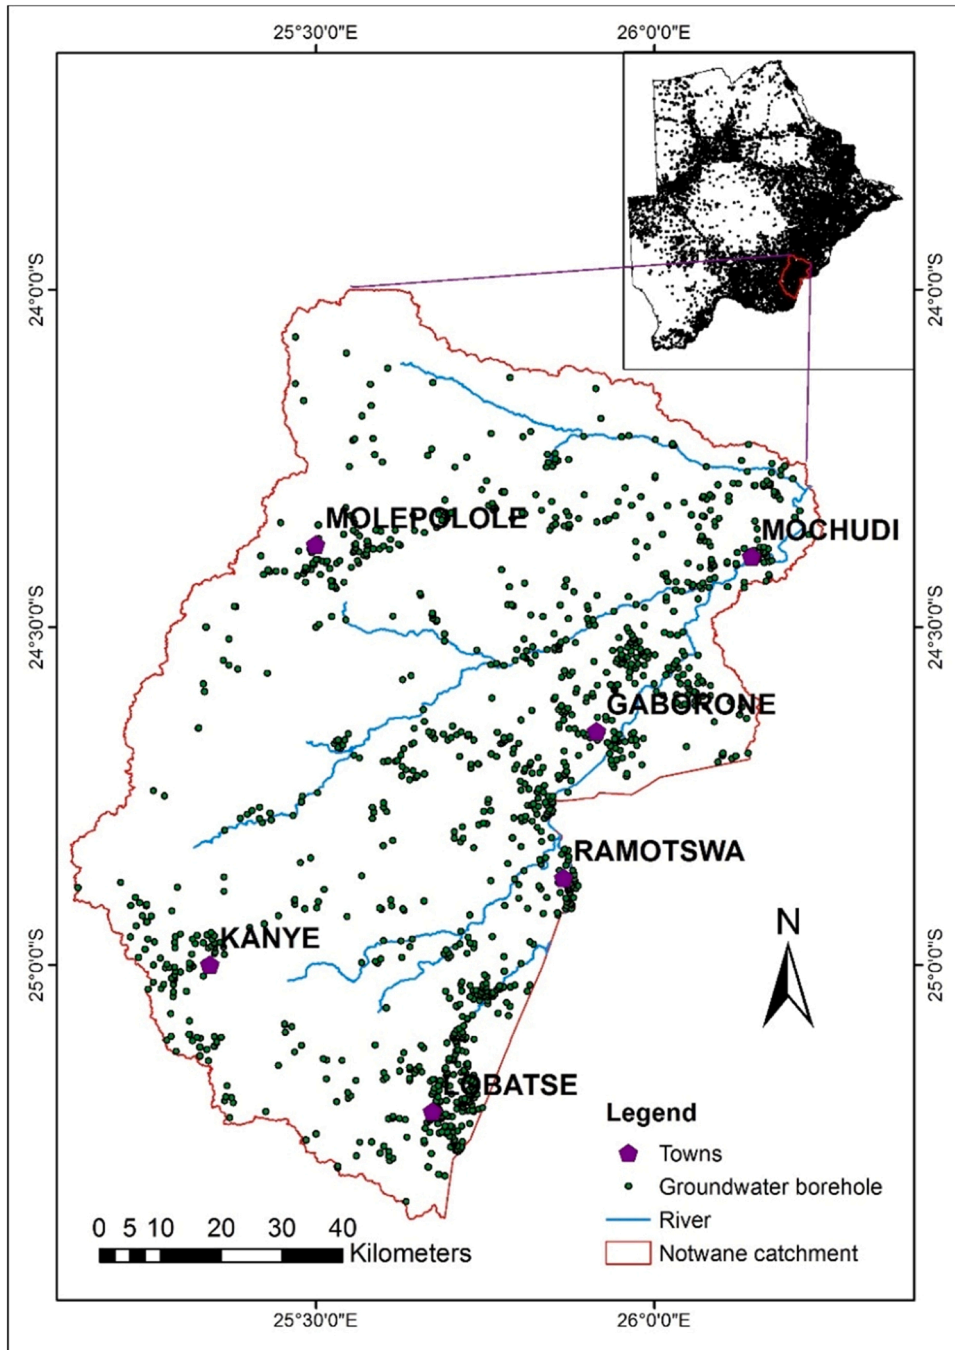 25°30'0"E 26°0'0"E
24°0'0"S 24°0'0"S
MOLEPOLOLE
MOCHUDI
24°30'0"S 24°30'0"S
GABORONE
RAMOTSWA
KANYE
N
25°0'0"S 25°0'0"S
LOBATSE
Legend
Towns
Groundwater borehole
River
Notwane catchment
0 5 10 20 30 40
Kilometers
25°30'0"E 26°0'0"E